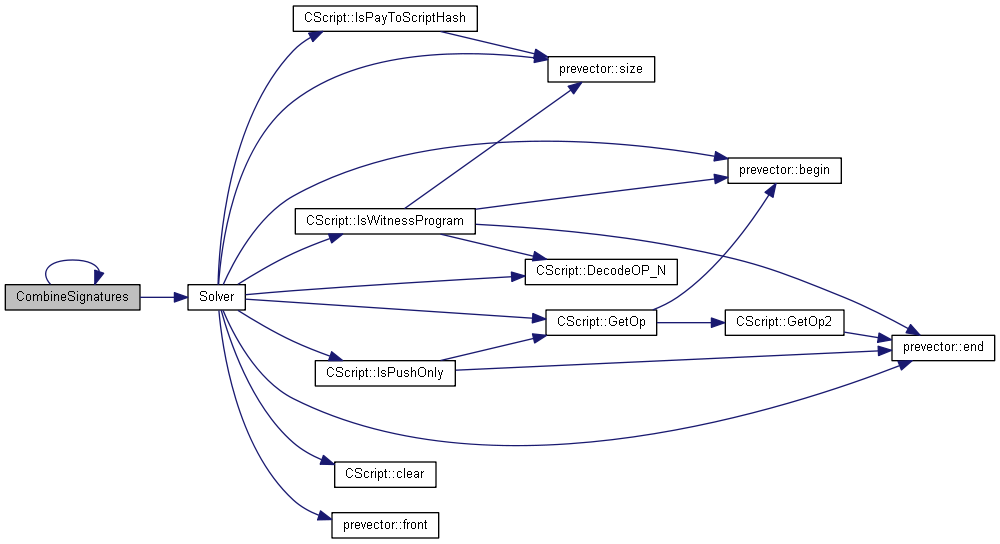 CScript::IsPayToScriptHash
prevector::size
prevector::begin
CScript::IsWitnessProgram
CScript::DecodeOP_N
CombineSignatures
Solver
CScript::GetOp
CScript::GetOp2
prevector::end
CScript::IsPushOnly
CScript::clear
prevector::front